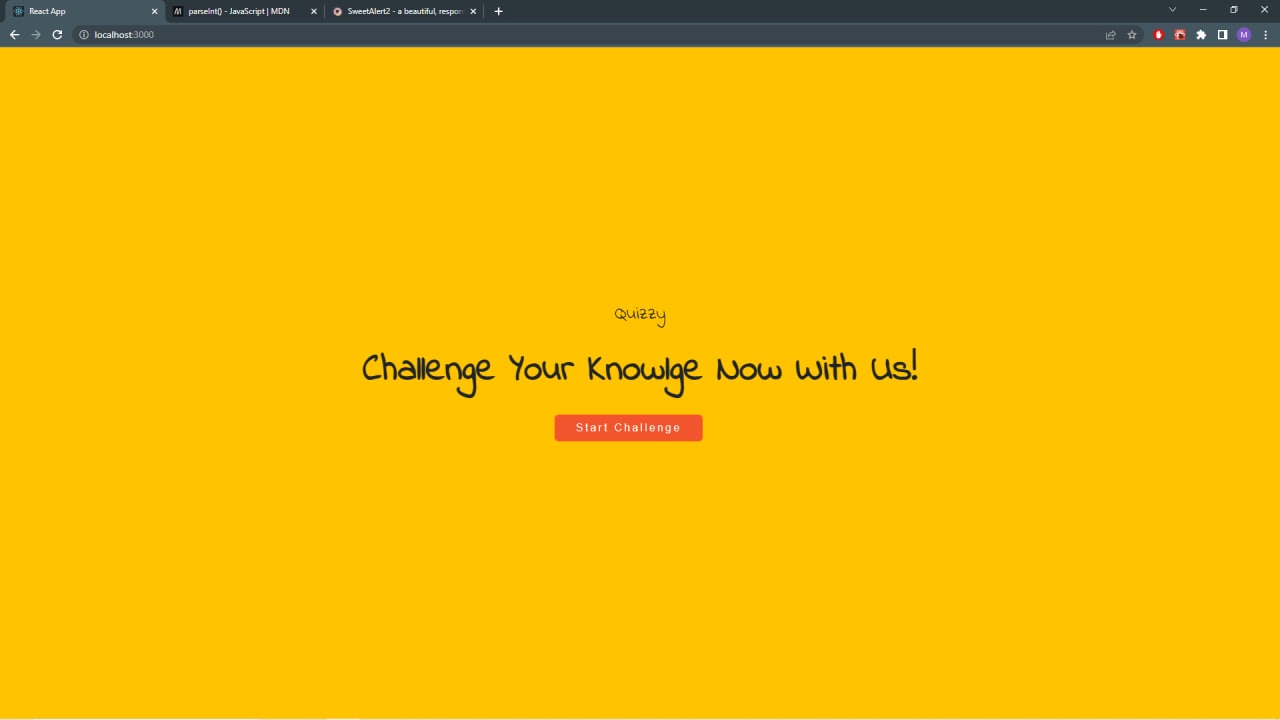 React App
parseInt() - JavaScript | MDN
SweetAlert2 - a beautiful, respon
localhost:3000
M
Quizzy
Challenge Your Knowlge Now With Us!
Start Challenge